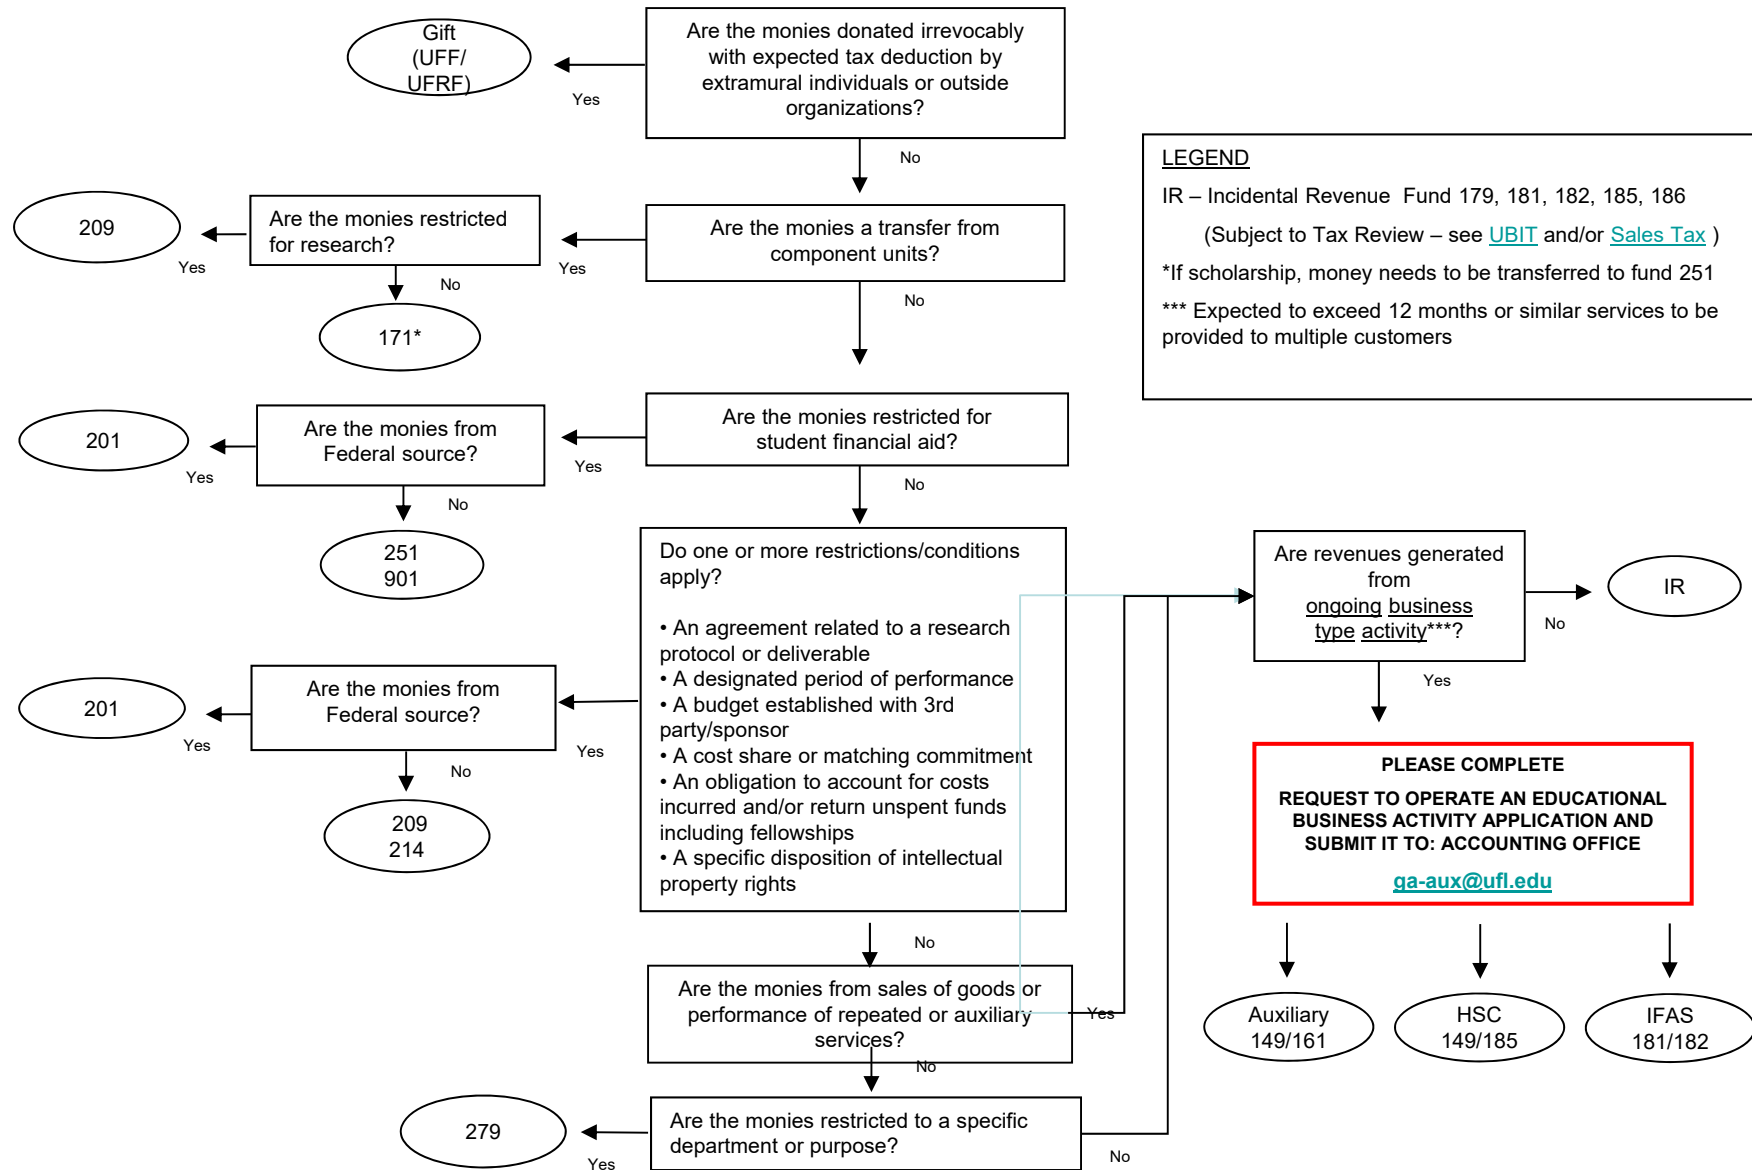 Gift
(UFF/
UFRF)
Yes
Are the monies donated irrevocably
with expected tax deduction by
extramural individuals or outside
organizations?
No
LEGEND
IR – Incidental Revenue Fund 179, 181, 182, 185, 186
(Subject to Tax Review – see UBIT and/or Sales Tax )
*If scholarship, money needs to be transferred to fund 251
*** Expected to exceed 12 months or similar services to be
provided to multiple customers
209
Yes
Are the monies restricted
for research?
Yes
Are the monies a transfer from
component units?
No
No
171*
201
Yes
Are the monies from
Federal source?
Yes
Are the monies restricted for
student financial aid?
No
No
251
901
Do one or more restrictions/conditions
apply?
• An agreement related to a research
protocol or deliverable
• A designated period of performance
• A budget established with 3rd
party/sponsor
• A cost share or matching commitment
• An obligation to account for costs
incurred and/or return unspent funds
including fellowships
• A specific disposition of intellectual
property rights
Are revenues generated
from
ongoing business
type activity***?
No
IR
Yes
201
Yes
Are the monies from
Federal source?
Yes
No
209
214
PLEASE COMPLETE
REQUEST TO OPERATE AN EDUCATIONAL
BUSINESS ACTIVITY APPLICATION AND
SUBMIT IT TO: ACCOUNTING OFFICE
ga-aux@ufl.edu
No
Are the monies from sales of goods or
performance of repeated or auxiliary
services?
Yes
No
Auxiliary
149/161
HSC
149/185
IFAS
181/182
279
Yes
Are the monies restricted to a specific
department or purpose?
No